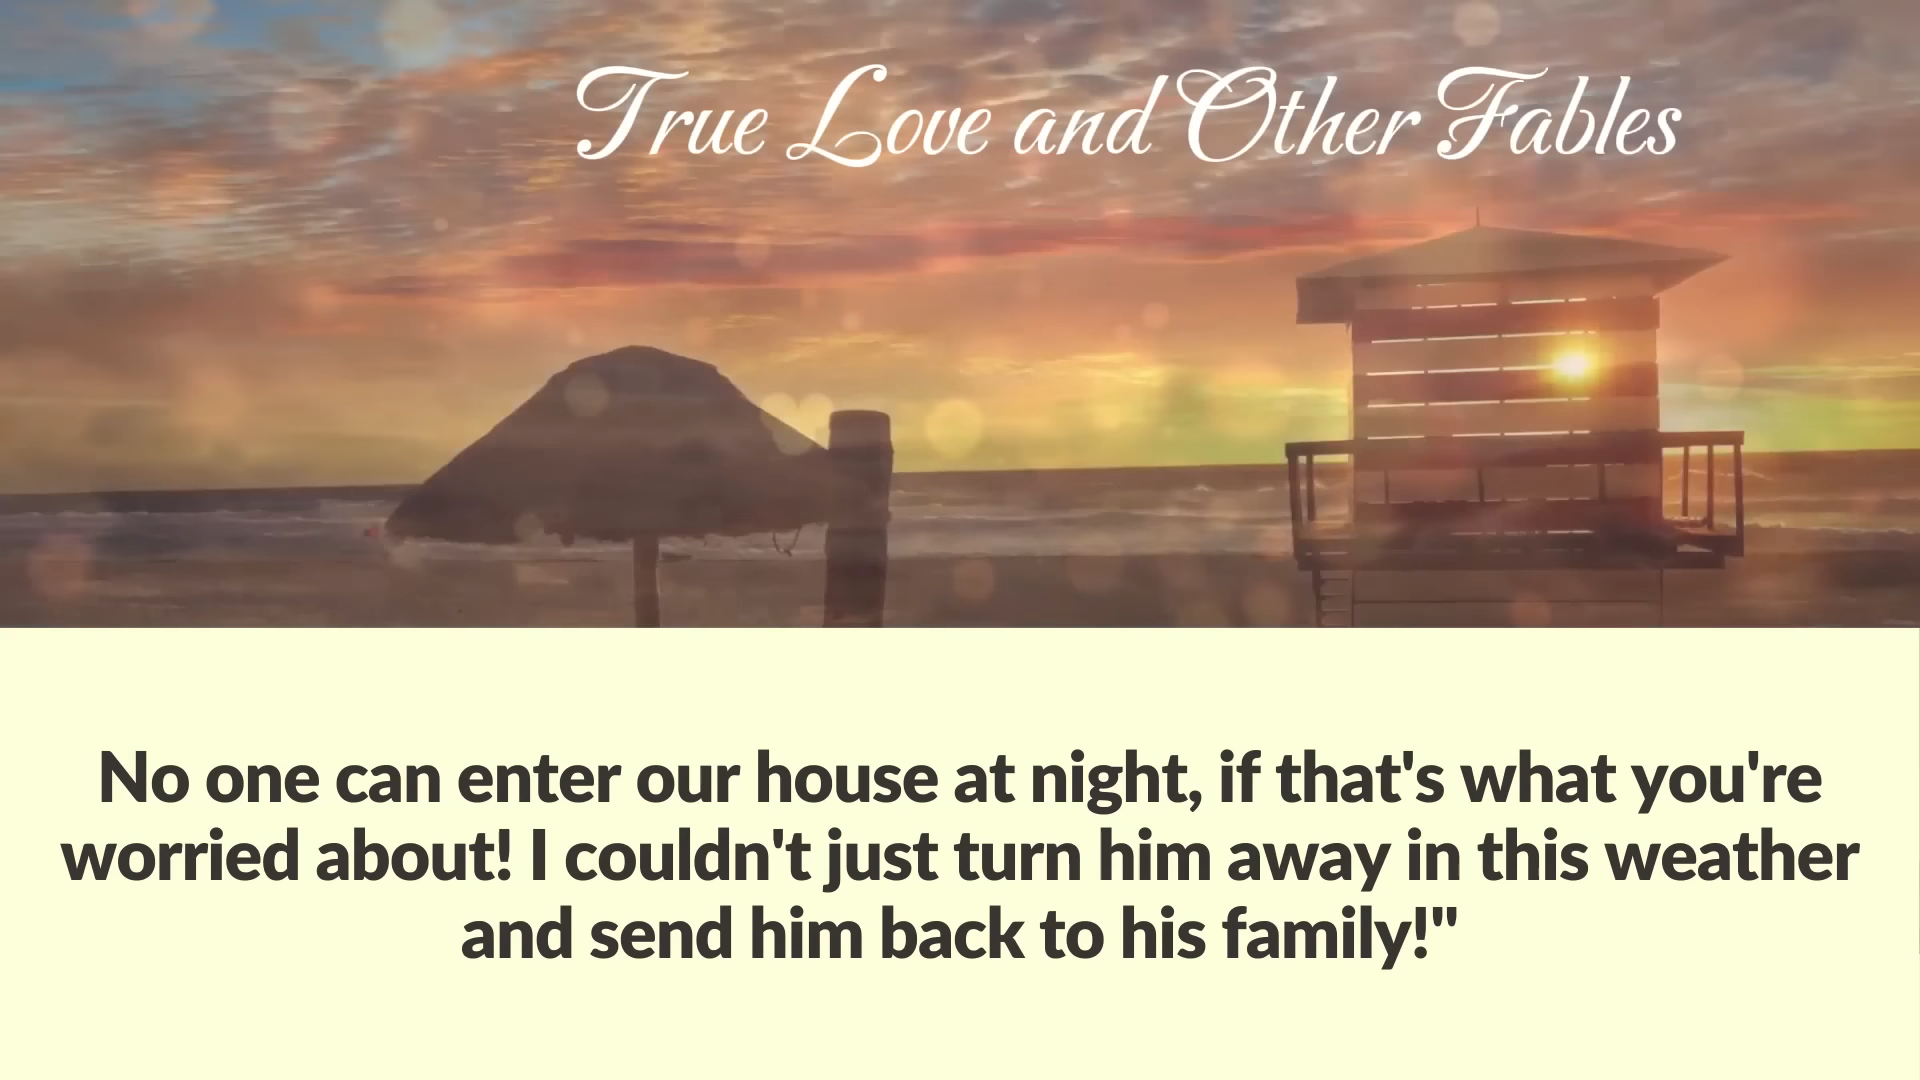 True Love and Other Fables
No one can enter our house at night, if that's what you're
worried about! I couldn't just turn him away in this weather
and send him back to his family!"